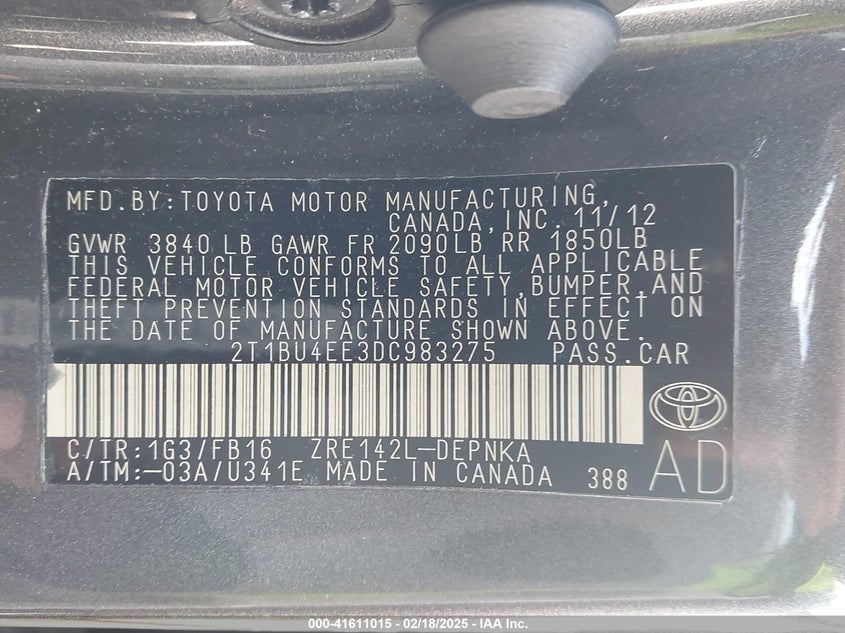 MFD.BY:TOYOTA MOTOR MANUFACTURING,
CANADA,INC. 11/12
GVWR 3840 LB GAWR FR 2090LB RR 1850LB
THIS VEHICLE CONFORMS TO ALL APPLICABLE
FEDERAL MOTOR VEHICLE SAFETY,BUMPER,AND
THEFT PREVENTION STANDARDS IN EFFECT ON
THE DATE OF MANUFACTURE SHOWN ABOVE.
2T1BU4EE3DC983275 PASS.CAR
C/TR:1G3/FB16 ZRE142L-DEPNKA
A/TM:-03A/U341E MADE IN CANADA 388 AD
000-41611015 - 02/18/2025 - IAA Inc.